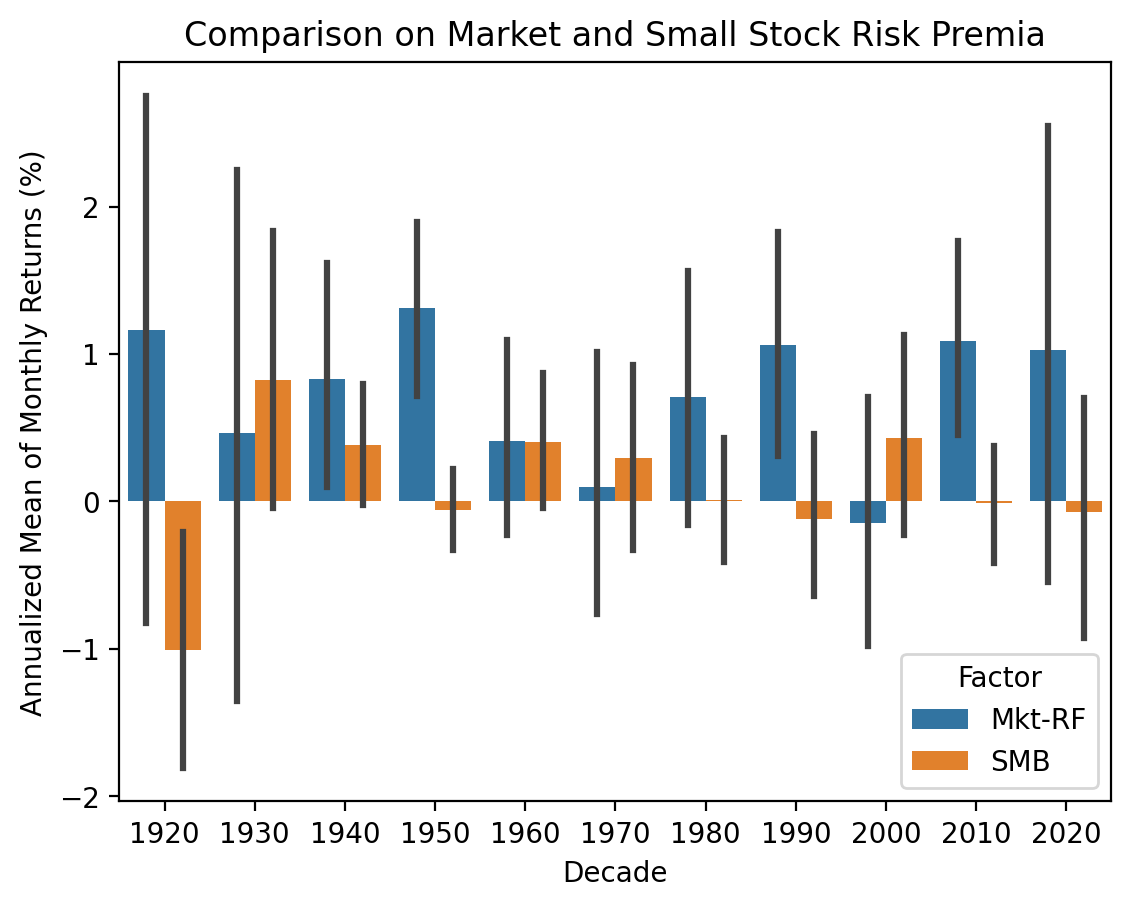 Comparison on Market and Small Stock Risk Premia
Annualized Mean of Monthly Returns (%)
2
1
0
−1
−2
Factor
Mkt-RF
SMB
1920 1930 1940 1950 1960 1970 1980 1990 2000 2010 2020
Decade